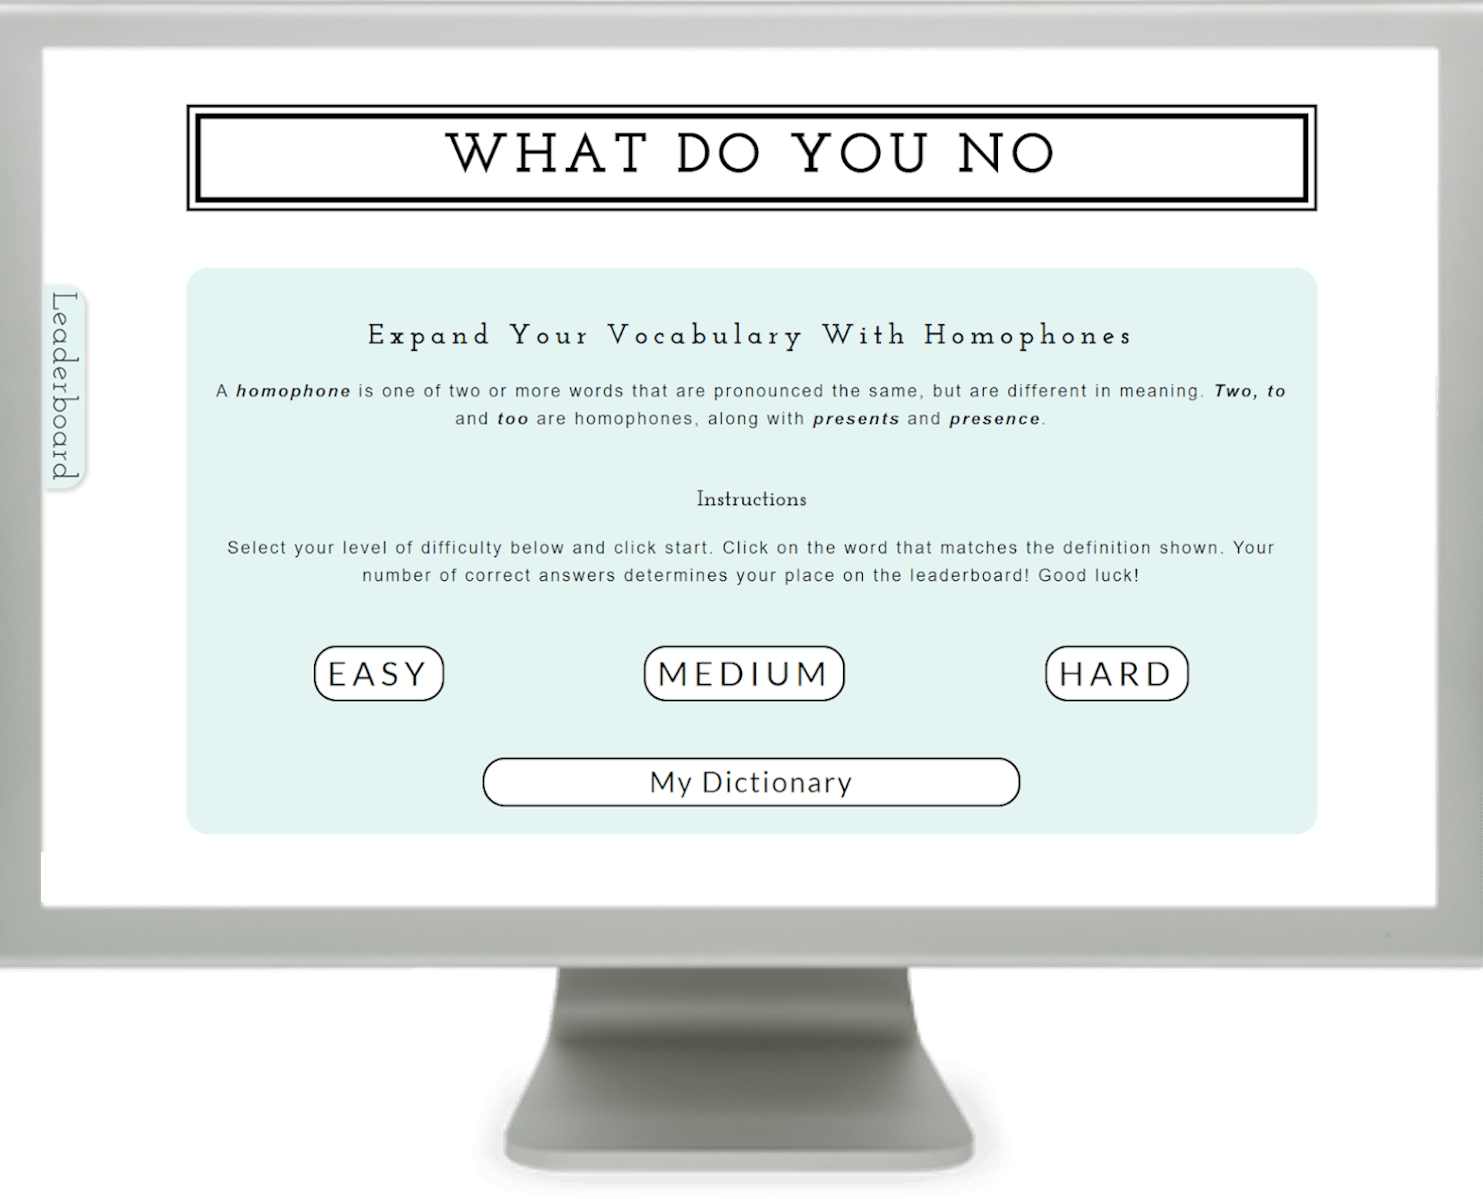 WHAT DO YOU NO
Leaderboard
Expand Your Vocabulary With Homophones
A homophone is one of two or more words that are pronounced the same, but are different in meaning. Two, to
and too are homophones, along with presents and presence.
Instructions
Select your level of difficulty below and click start. Click on the word that matches the definition shown. Your
number of correct answers determines your place on the leaderboard! Good luck!
EASY
MEDIUM
HARD
My Dictionary